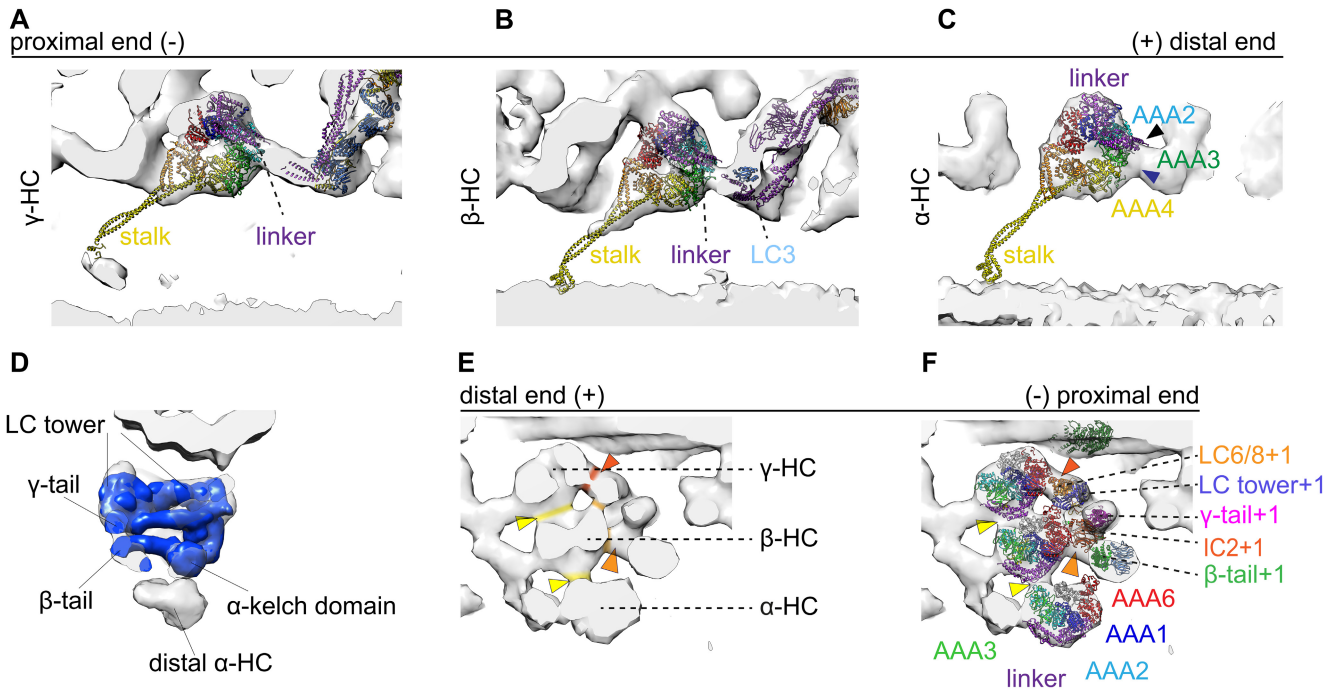 A
B
C
proximal end (-)
(+) distal end
γ-HC
stalk
linker
β-HC
stalk
linker
LC3
α-HC
linker
AAA2
AAA3
AAA4
stalk
D
LC tower
γ-tail
β-tail
α-kelch domain
distal α-HC
E
F
distal end (+)
(-) proximal end
γ-HC
β-HC
α-HC
LC6/8+1
LC tower+1
γ-tail+1
IC2+1
β-tail+1
AAA6
AAA1
AAA3
AAA2
linker